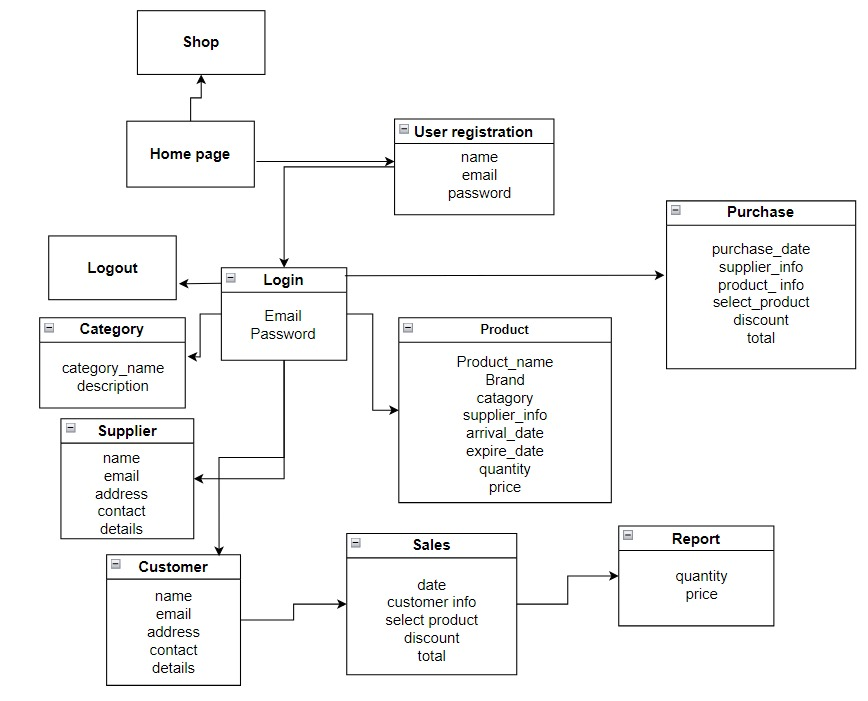 Shop
Home page
User registration
name
email
password
Purchase
purchase_date
supplier_info
product_ info
select_product
discount
total
Logout
Login
Email
Password
Category
category_name
description
Product
Product_name
Brand
catagory
supplier_info
arrival_date
expire_date
quantity
price
Supplier
name
email
address
contact
details
Customer
name
email
address
contact
details
Sales
date
customer info
select product
discount
total
Report
quantity
price